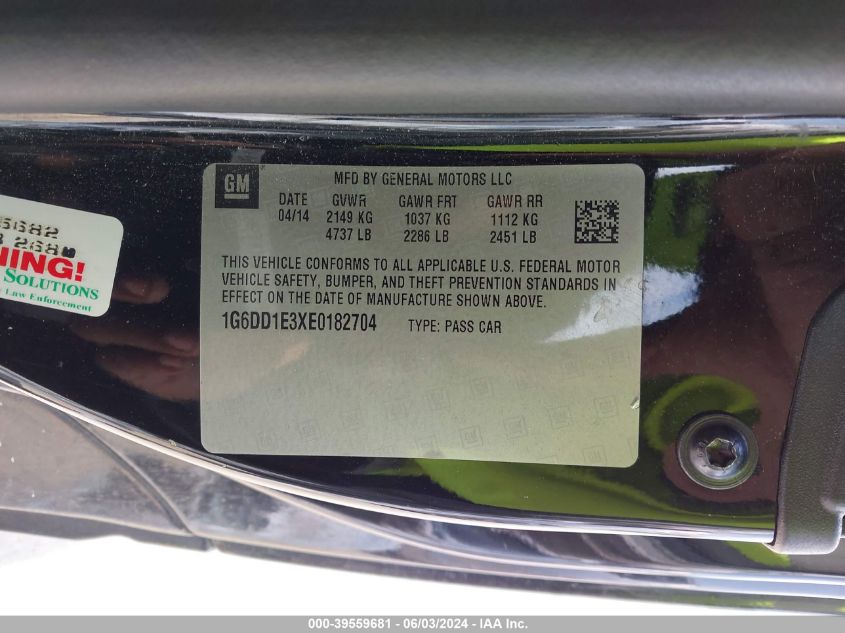 GM
MFD BY GENERAL MOTORS LLC
DATE GVWR GAWR FRT GAWR RR
04/14 2149 KG 1037 KG 1112 KG
4737 LB 2286 LB 2451 LB
THIS VEHICLE CONFORMS TO ALL APPLICABLE U.S. FEDERAL MOTOR
VEHICLE SAFETY, BUMPER, AND THEFT PREVENTION STANDARDS IN
EFFECT ON THE DATE OF MANUFACTURE SHOWN ABOVE.
1G6DD1E3XE0182704 TYPE: PASS CAR
5682
268
NING!
SOLUTIONS
Law Enforcement
000-39559681 - 06/03/2024 - IAA Inc.